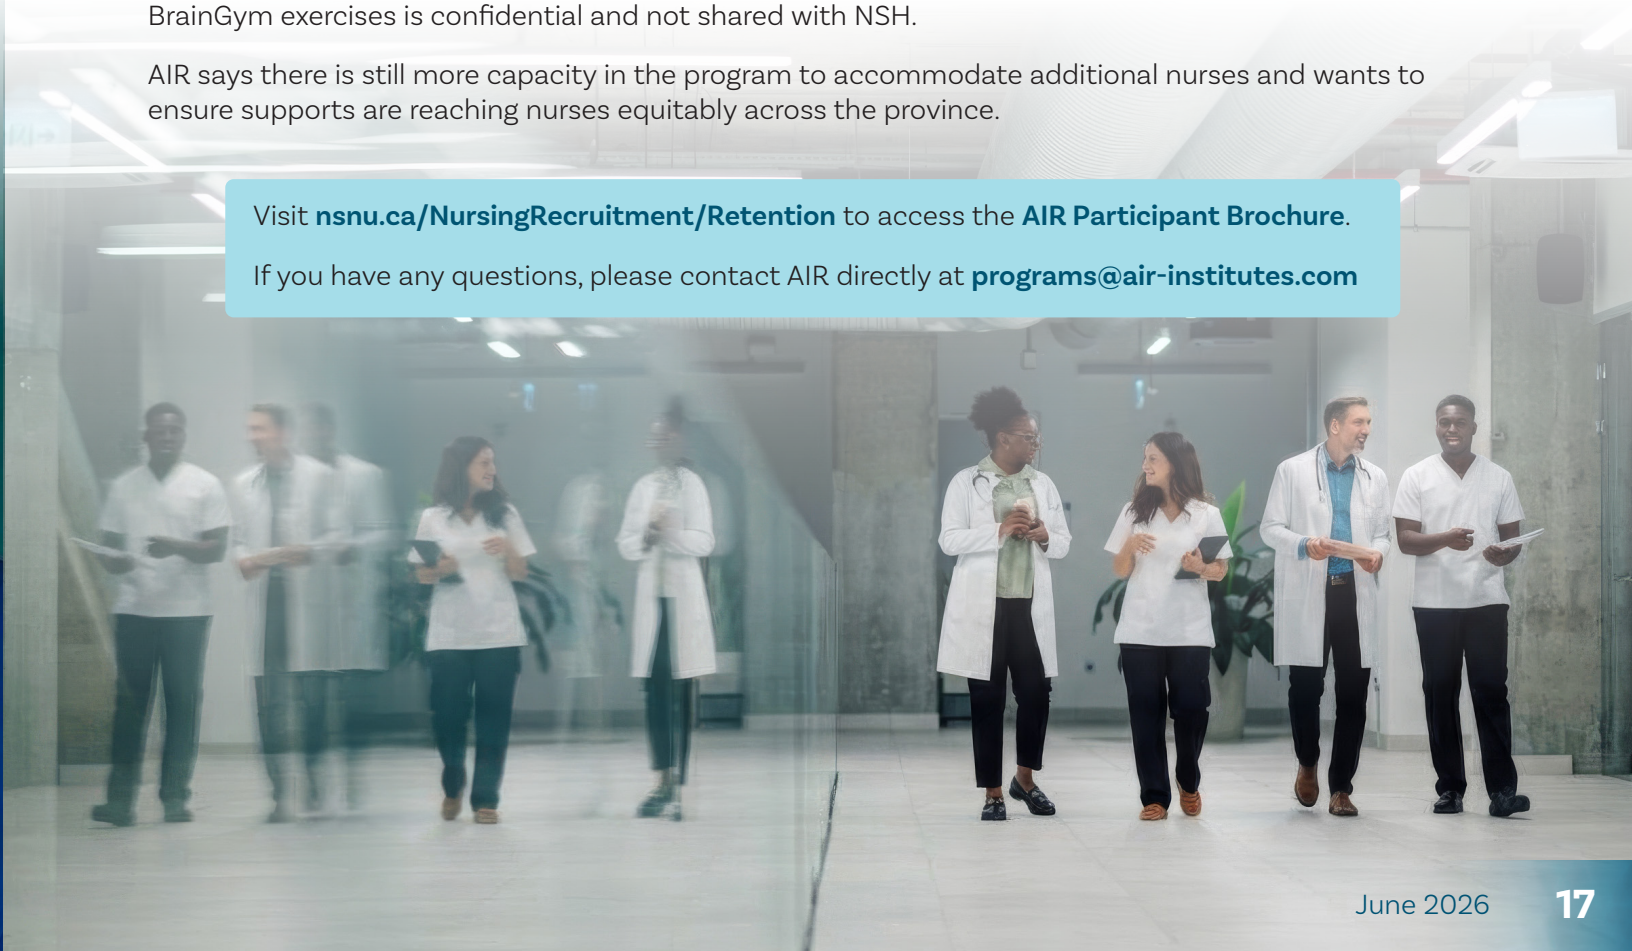 BrainGym exercises is confidential and not shared with NSH.
AIR says there is still more capacity in the program to accommodate additional nurses and wants to
ensure supports are reaching nurses equitably across the province.
Visit nsnu.ca/NursingRecruitment/Retention to access the AIR Participant Brochure.
If you have any questions, please contact AIR directly at programs@air-institutes.com
June 2026 17